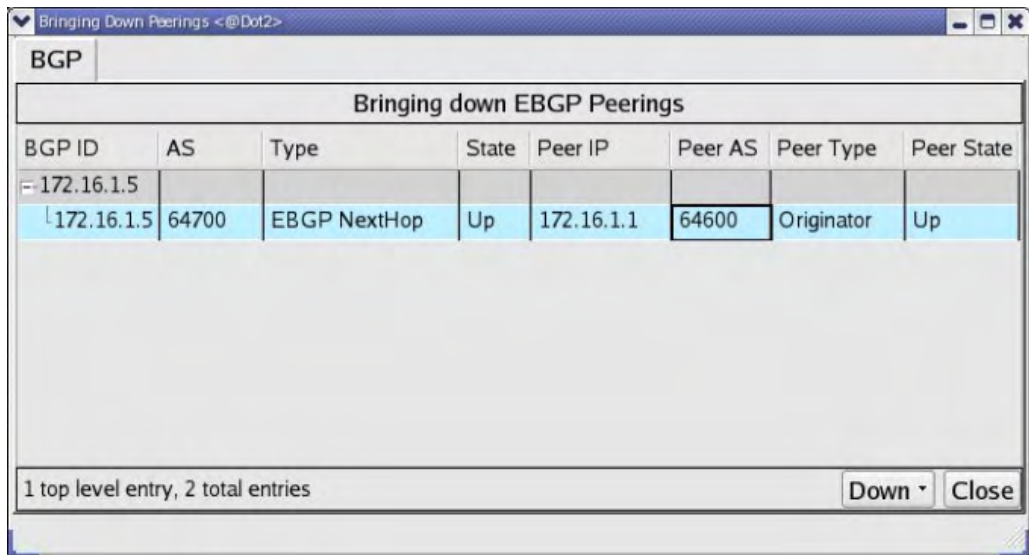 Bringing Down Peerings <@Dot2>
BGP
Bringing down EBGP Peerings
BGP ID AS Type State Peer IP Peer AS Peer Type Peer State
172.16.1.5
172.16.1.5 64700 EBGP NextHop Up 172.16.1.1 64600 Originator Up
1 top level entry, 2 total entries Down Close